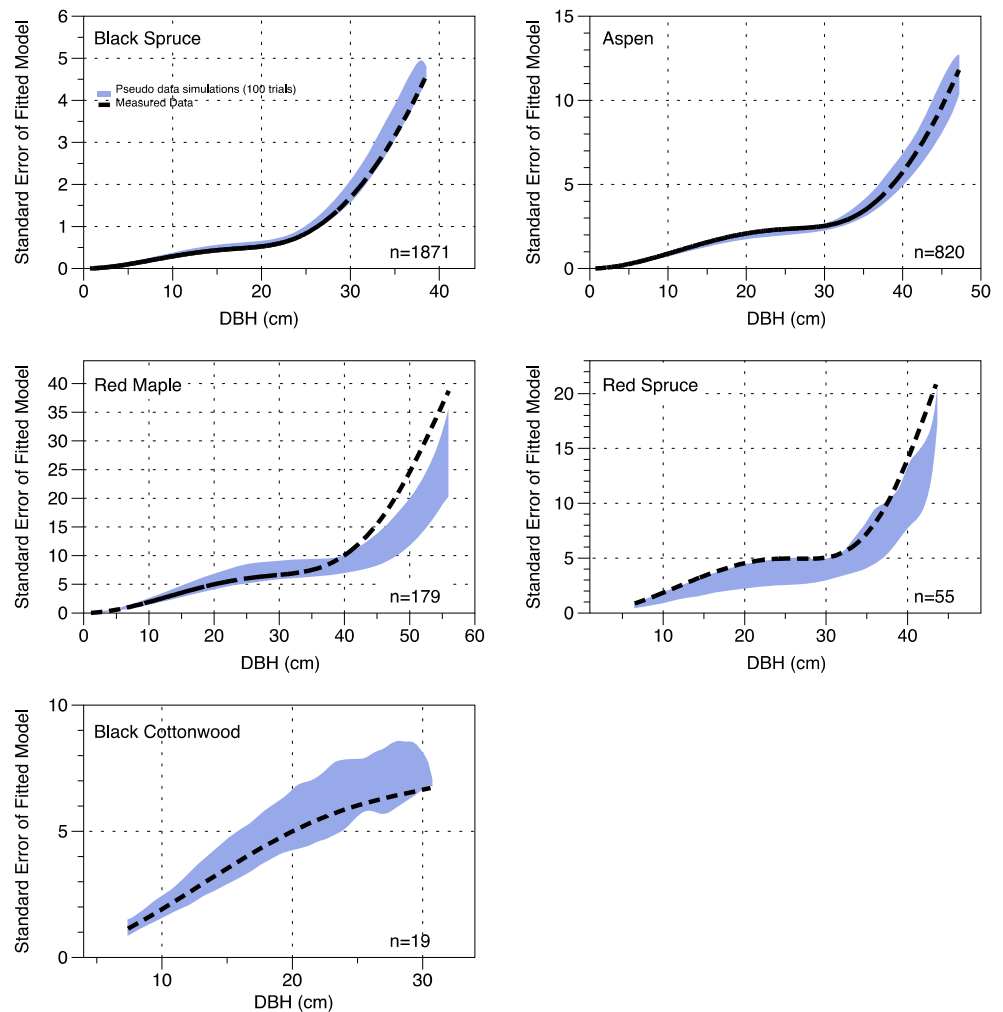 Black Spruce
Pseudo data simulations (100 trials)
Measured Data
n=1871
Standard Error of Fitted Model
0
1
2
3
4
5
6
0
10
20
30
40
DBH (cm)
Aspen
n=820
Standard Error of Fitted Model
0
5
10
15
0
10
20
30
40
50
DBH (cm)
Red Maple
n=179
Standard Error of Fitted Model
0
5
10
15
20
25
30
35
40
0
10
20
30
40
50
60
DBH (cm)
Red Spruce
n=55
Standard Error of Fitted Model
0
5
10
15
20
10
20
30
40
DBH (cm)
Black Cottonwood
n=19
Standard Error of Fitted Model
0
5
10
10
20
30
DBH (cm)